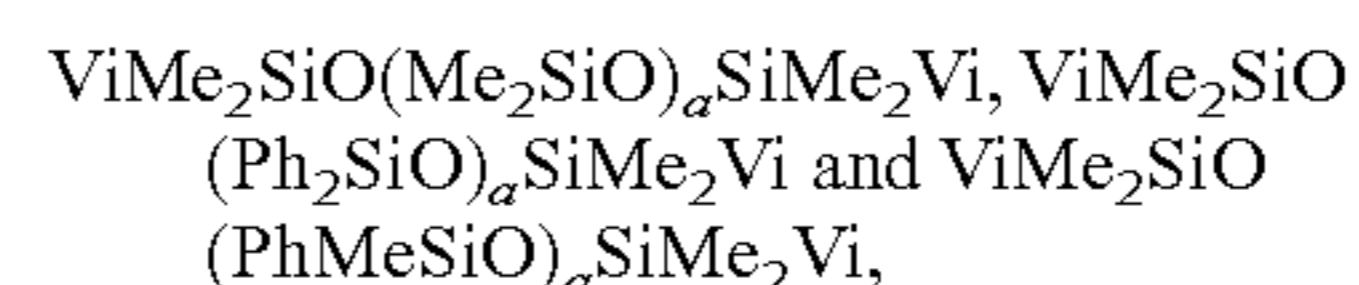 ViMe₂SiO(Me₂SiO)ₐSiMe₂Vi, ViMe₂SiO
(Ph₂SiO)ₐSiMe₂Vi and ViMe₂SiO
(PhMeSiO)ₐSiMe₂Vi,